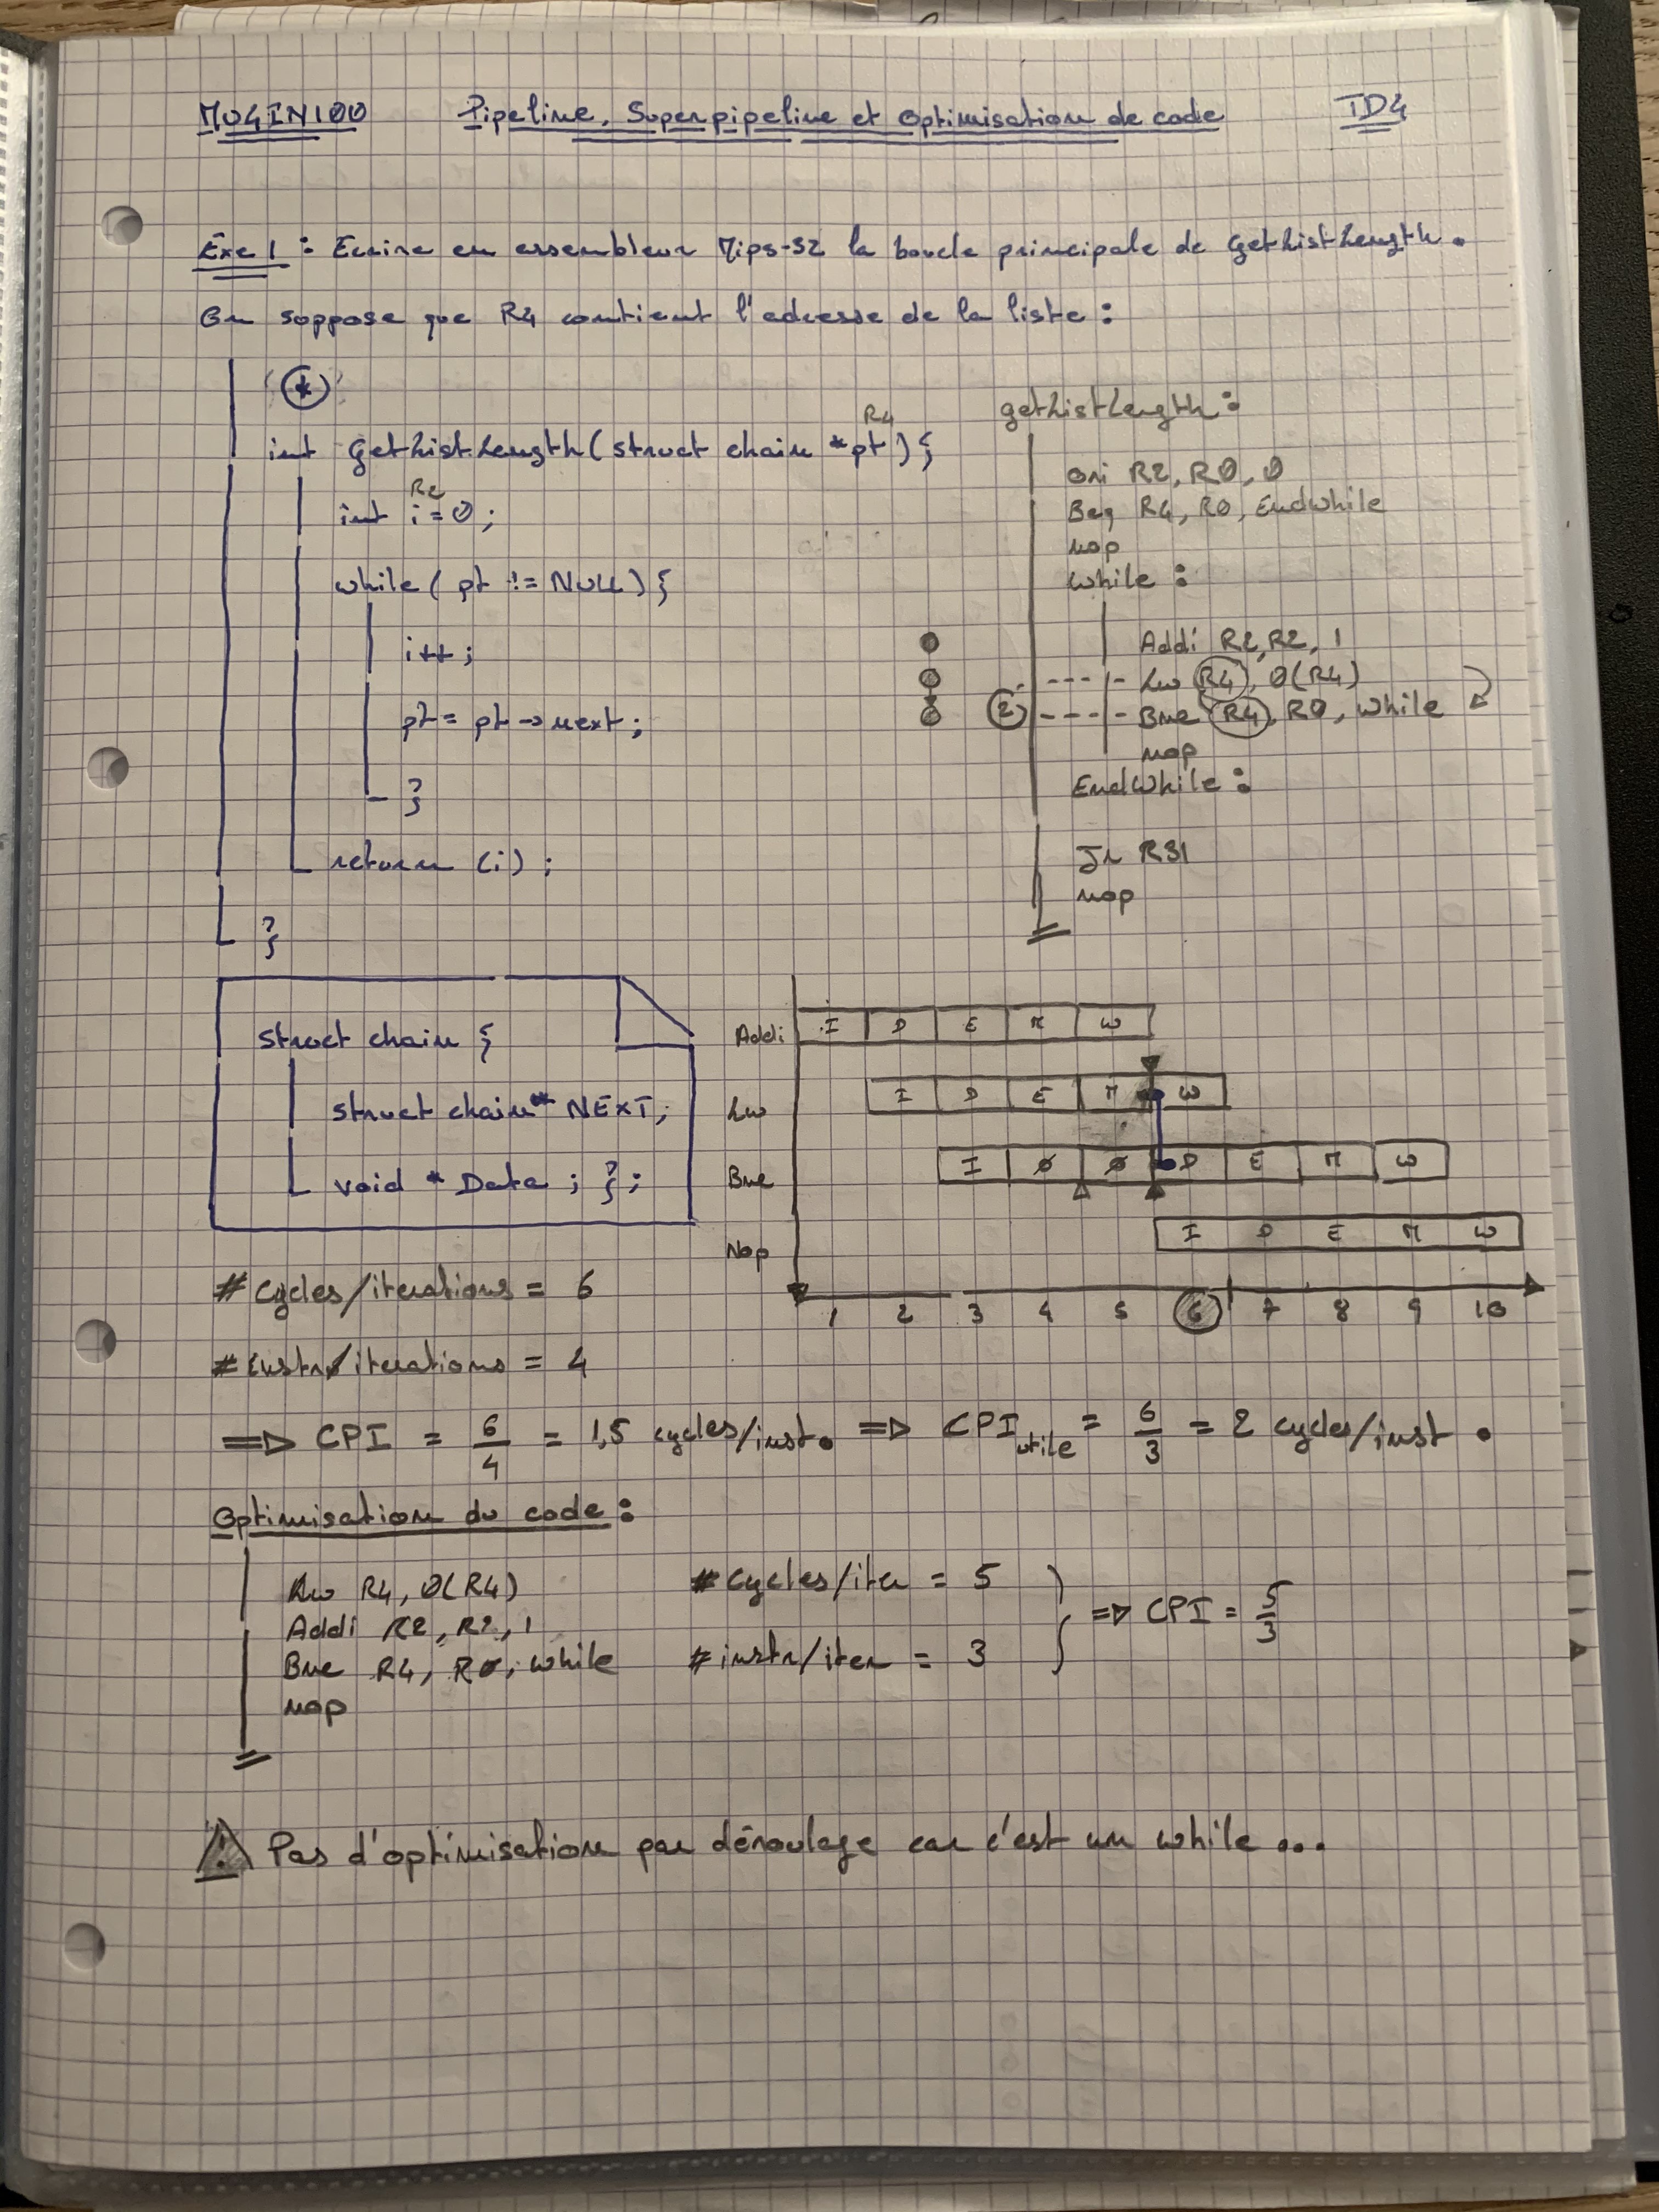 MU4IN100 Pipeline, Superpipeline et Optimisation de code TD4
Exe 1 : Ecrire en assembleur Mips-32 la boucle principale de GetListLength.
On suppose que R4 contient l'adresse de la liste :
*
R4
int GetListLength(struct chain *pt) {
R2
int i = 0 ;
while ( pt != NULL) {
i++ ;
pt = pt -> next ;
}
return (i) ;
}
getListLength :
Ori R2, R0, 0
Beq R4, R0, EndWhile
nop
While :
Addi R2, R2, 1
Lw R4, 0(R4)
2 Bne R4, R0, While
nop
EndWhile :
Jr R31
nop
struct chain {
struct chain* NEXT;
void * Data ; } ;
Addi I D E M W
Lw I D E M W
Bne I Ø Ø D E M W
Nop I D E M W
1 2 3 4 5 6 7 8 9 10
# cycles/iterations = 6
# instr/iterations = 4
=> CPI = 6/4 = 1,5 cycles/inst. => CPI utile = 6/3 = 2 cycles/inst .
Optimisation du code :
Lw R4, 0(R4)
Addi R2, R2, 1
Bne R4, R0, While
nop
# cycles/iter = 5
# instr/iter = 3
=> CPI = 5/3
! Pas d'optimisation par déroulage car c'est un while ...